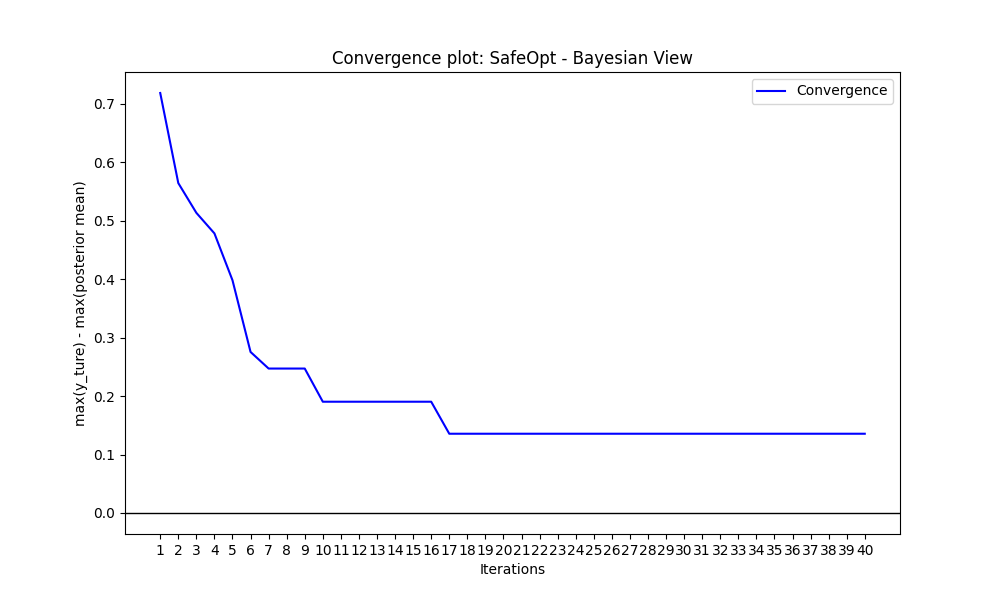 Convergence plot: SafeOpt - Bayesian View
Convergence
max(y_ture) - max(posterior mean)
0.7
0.6
0.5
0.4
0.3
0.2
0.1
0.0
1 2 3 4 5 6 7 8 9 10 11 12 13 14 15 16 17 18 19 20 21 22 23 24 25 26 27 28 29 30 31 32 33 34 35 36 37 38 39 40
Iterations